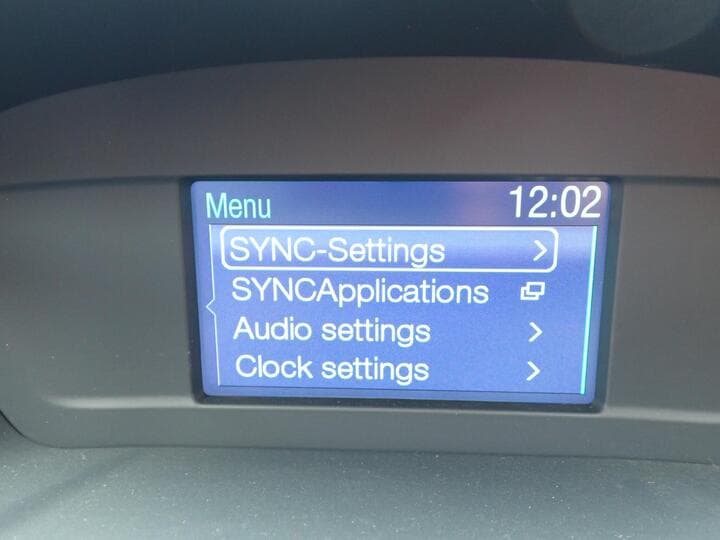 Menu 12:02
SYNC-Settings
SYNCApplications
Audio settings
Clock settings